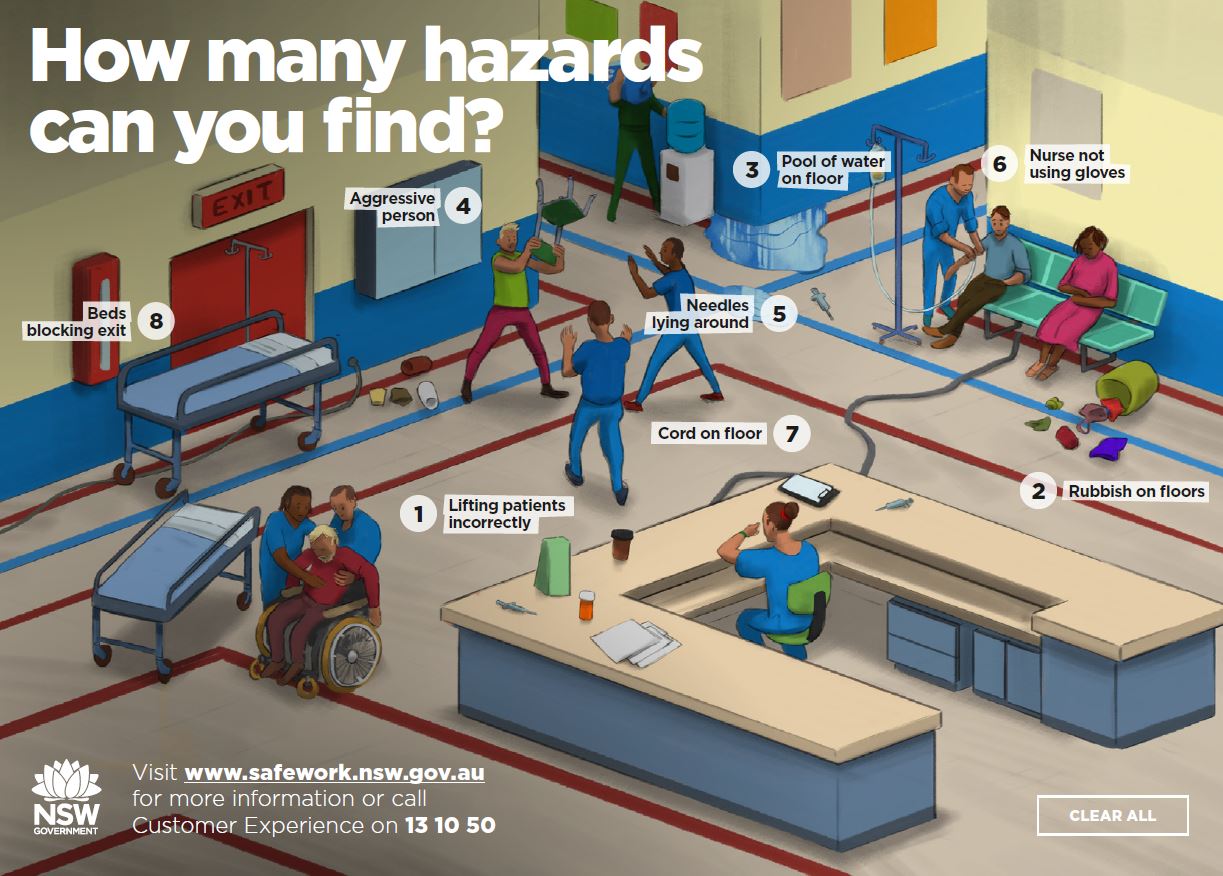 How many hazards
can you find?
EXIT
Aggressive
person
4
3
Pool of water
on floor
6
Nurse not
using gloves
Beds
blocking exit
8
Needles
lying around
5
Cord on floor
7
1
Lifting patients
incorrectly
2
Rubbish on floors
NSW
GOVERNMENT
Visit www.safework.nsw.gov.au
for more information or call
Customer Experience on 13 10 50
CLEAR ALL